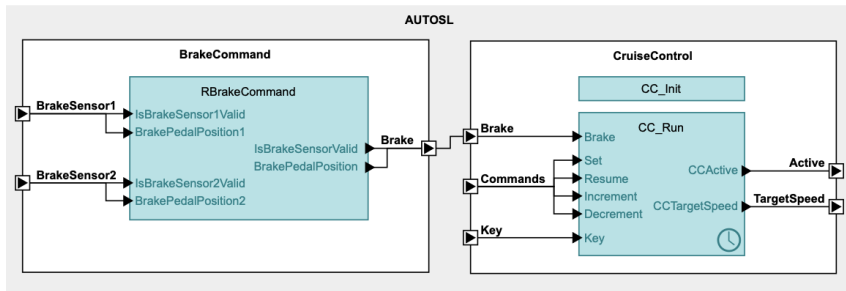 AUTOSL
BrakeCommand
RBrakeCommand
BrakeSensor1
IsBrakeSensor1Valid
BrakePedalPosition1
IsBrakeSensorValid
BrakePedalPosition
Brake
BrakeSensor2
IsBrakeSensor2Valid
BrakePedalPosition2
CruiseControl
CC_Init
CC_Run
Brake
Brake
Commands
Set
Resume
Increment
Decrement
Key
Key
CCActive
Active
CCTargetSpeed
TargetSpeed